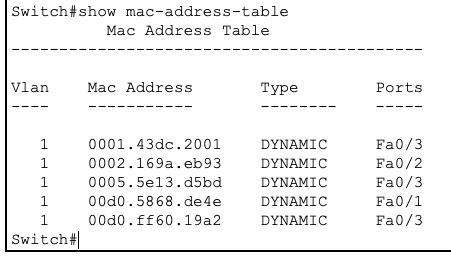 Switch#show mac-address-table
Mac Address Table
-------------------------------------------
Vlan Mac Address Type Ports
---- ----------- -------- -----
1 0001.43dc.2001 DYNAMIC Fa0/3
1 0002.169a.eb93 DYNAMIC Fa0/2
1 0005.5e13.d5bd DYNAMIC Fa0/3
1 00d0.5868.de4e DYNAMIC Fa0/1
1 00d0.ff60.19a2 DYNAMIC Fa0/3
Switch#